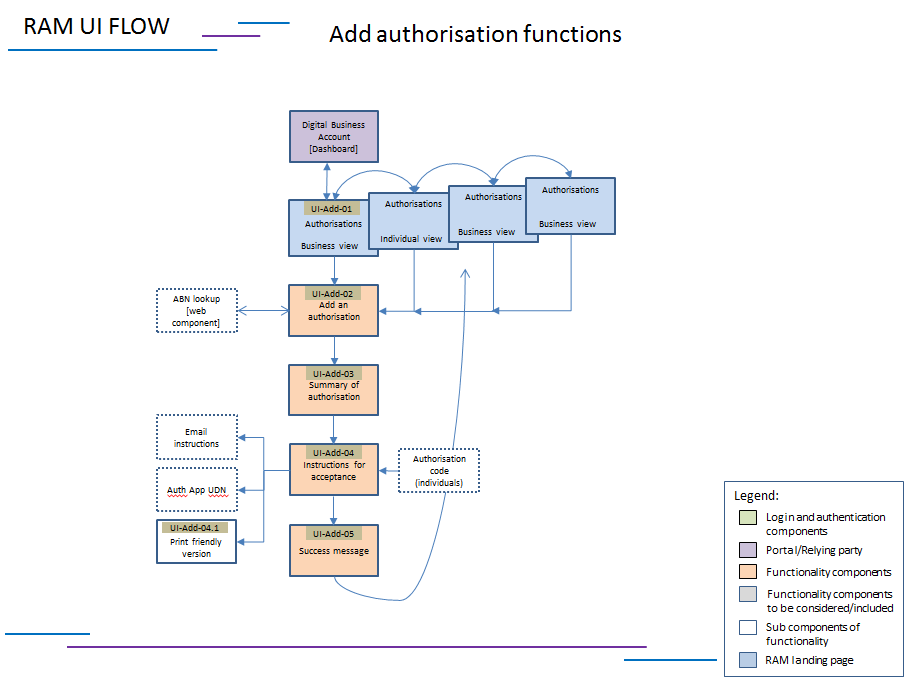 RAM UI FLOW
Add authorisation functions
Digital Business
Account
[Dashboard]
UI-Add-01
Authorisations
Business view
Authorisations
Individual view
Authorisations
Business view
Authorisations
Business view
ABN lookup
[web
component]
UI-Add-02
Add an
authorisation
UI-Add-03
Summary of
authorisation
Email
instructions
UI-Add-04
Instructions for
acceptance
Authorisation
code
(individuals)
Auth App UDN
UI-Add-04.1
Print friendly
version
UI-Add-05
Success message
Legend:
Login and authentication
components
Portal/Relying party
Functionality components
Functionality components
to be considered/included
Sub components of
functionality
RAM landing page